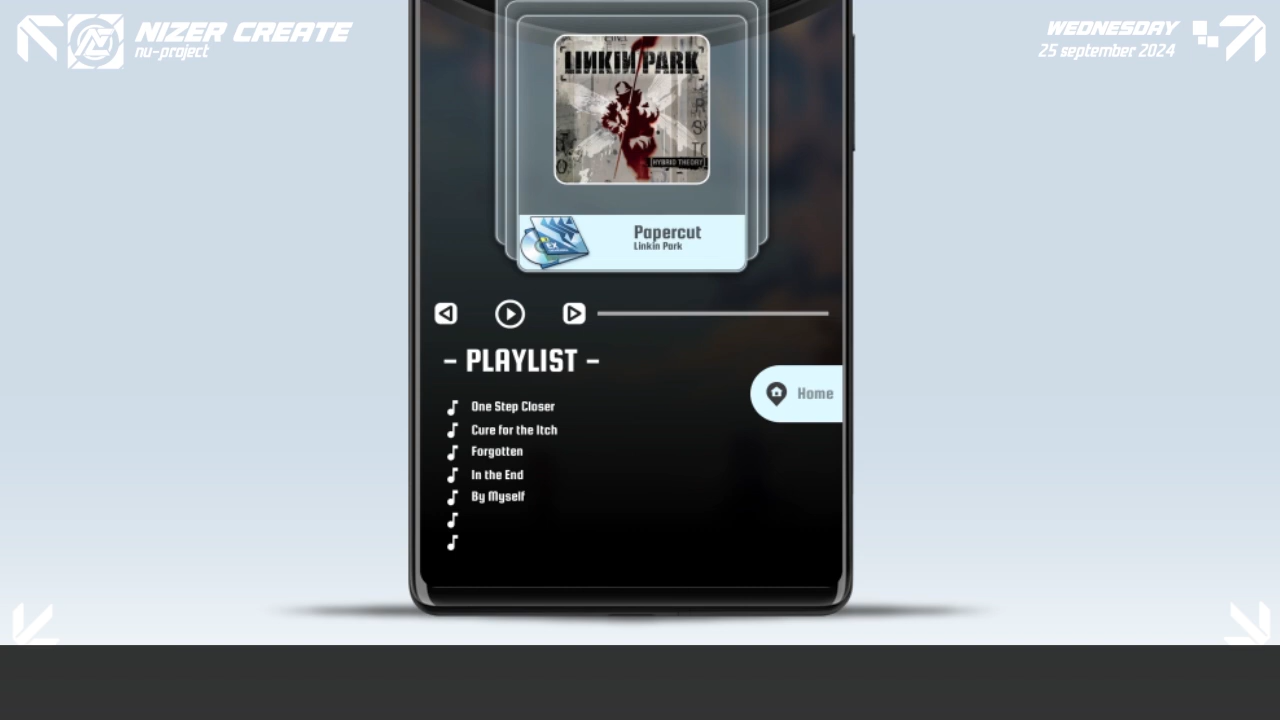 NIZER CREATE
nu-project
WEDNESDAY
25 september 2024
LINKIN PARK
[HYBRID THEORY]
Papercut
Linkin Park
- PLAYLIST -
One Step Closer
Cure for the Itch
Forgotten
In the End
By Myself
Home